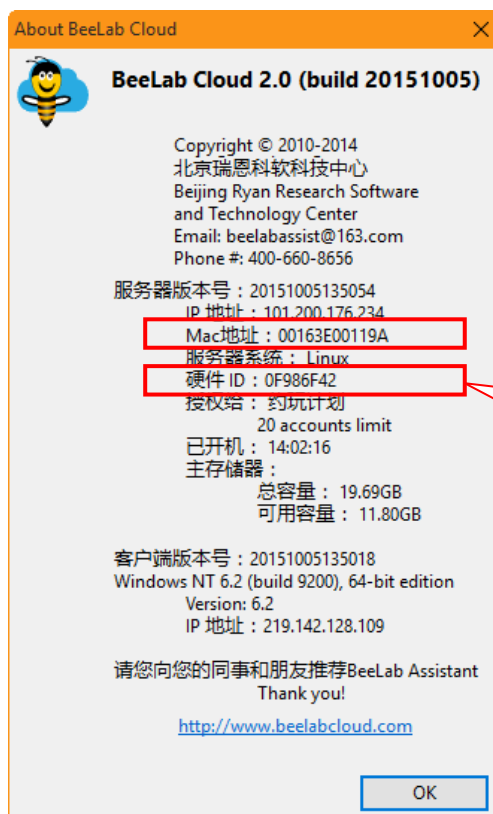 About BeeLab Cloud
BeeLab Cloud 2.0 (build 20151005)
Copyright © 2010-2014
北京瑞恩科软科技中心
Beijing Ryan Research Software
and Technology Center
Email: beelabassist@163.com
Phone #: 400-660-8656
服务器版本号：20151005135054
IP 地址：101.200.176.234
Mac地址：00163E00119A
服务器系统： Linux
硬件 ID：0F986F42
授权给： 约玩计划
20 accounts limit
已开机： 14:02:16
主存储器：
总容量： 19.69GB
可用容量： 11.80GB
客户端版本号：20151005135018
Windows NT 6.2 (build 9200), 64-bit edition
Version: 6.2
IP 地址：219.142.128.109
请您向您的同事和朋友推荐BeeLab Assistant
Thank you!
http://www.beelabcloud.com
OK